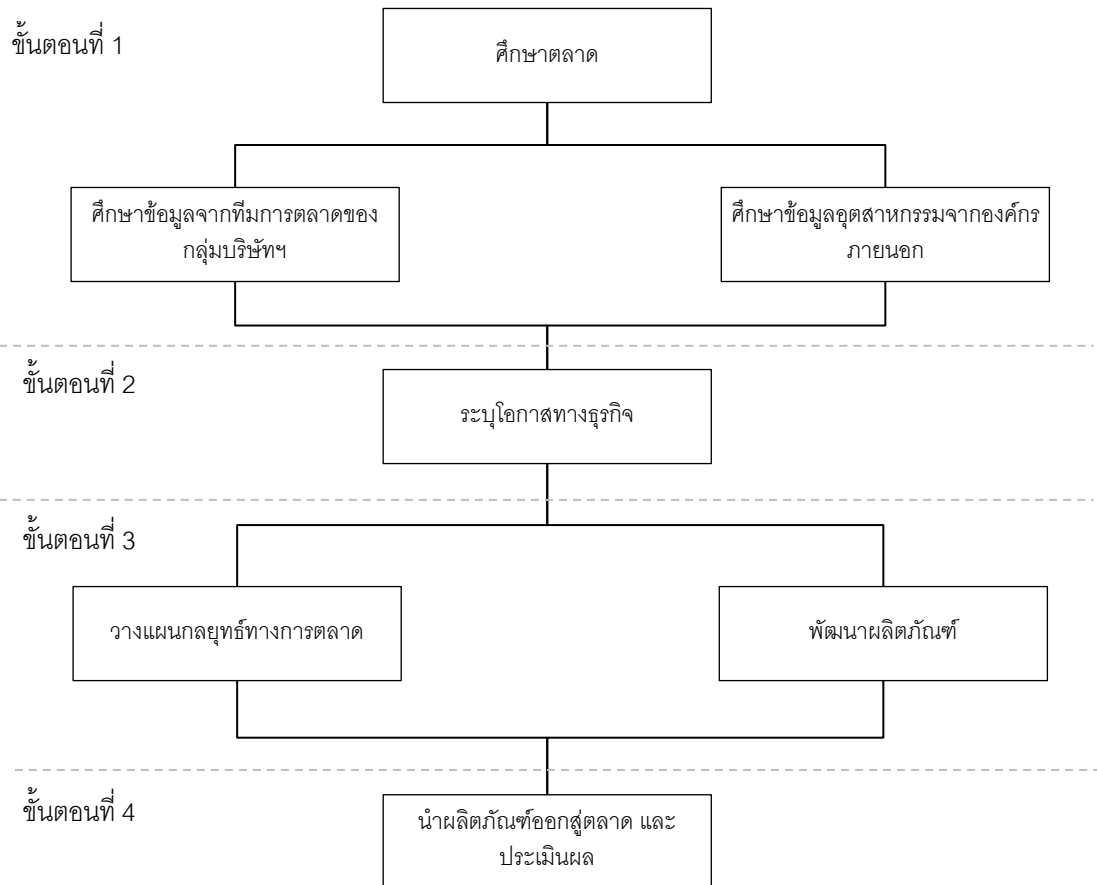 ขั้นตอนที่ 1
ศึกษาตลาด
ศึกษาข้อมูลจากทีมการตลาดของ
กลุ่มบริษัทฯ
ศึกษาข้อมูลอุตสาหกรรมจากองค์กร
ภายนอก
ขั้นตอนที่ 2
ระบุโอกาสทางธุรกิจ
ขั้นตอนที่ 3
วางแผนกลยุทธ์ทางการตลาด
พัฒนาผลิตภัณฑ์
ขั้นตอนที่ 4
นำผลิตภัณฑ์ออกสู่ตลาด และ
ประเมินผล